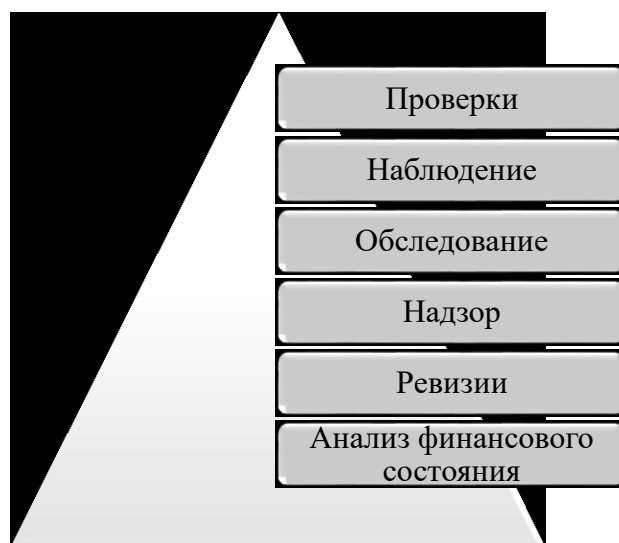 Проверки
Наблюдение
Обследование
Надзор
Ревизии
Анализ финансового
состояния